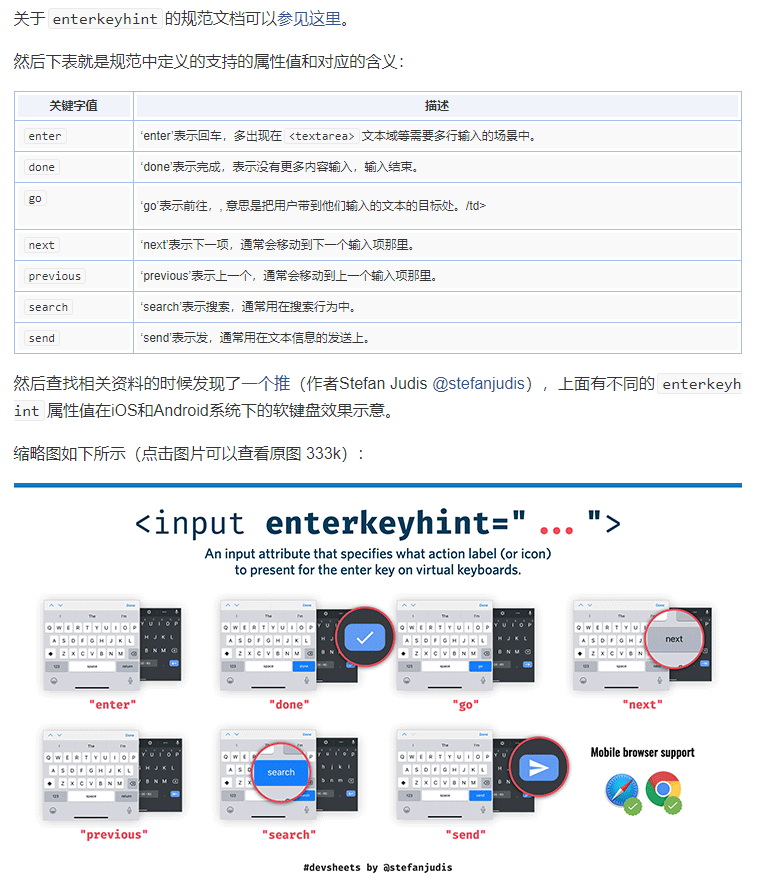 关于 enterkeyhint 的规范文档可以参见这里。
然后下表就是规范中定义的支持的属性值和对应的含义：
关键字值 描述
enter ‘enter’表示回车，多出现在 <textarea> 文本域等需要多行输入的场景中。
done ‘done’表示完成，表示没有更多内容输入，输入结束。
go ‘go’表示前往，, 意思是把用户带到他们输入的文本的目标处。/td>
next ‘next’表示下一项，通常会移动到下一个输入项那里。
previous ‘previous’表示上一个，通常会移动到上一个输入项那里。
search ‘search’表示搜索，通常用在搜索行为中。
send ‘send’表示发，通常用在文本信息的发送上。
然后查找相关资料的时候发现了一个推（作者Stefan Judis @stefanjudis），上面有不同的 enterkeyh
int 属性值在iOS和Android系统下的软键盘效果示意。
缩略图如下所示（点击图片可以查看原图 333k）：
<input enterkeyhint="...">
An input attribute that specifies what action label (or icon)
to present for the enter key on virtual keyboards.
next
"enter" "done" "go" "next"
search
Mobile browser support
"previous" "search" "send"
#devsheets by @stefanjudis